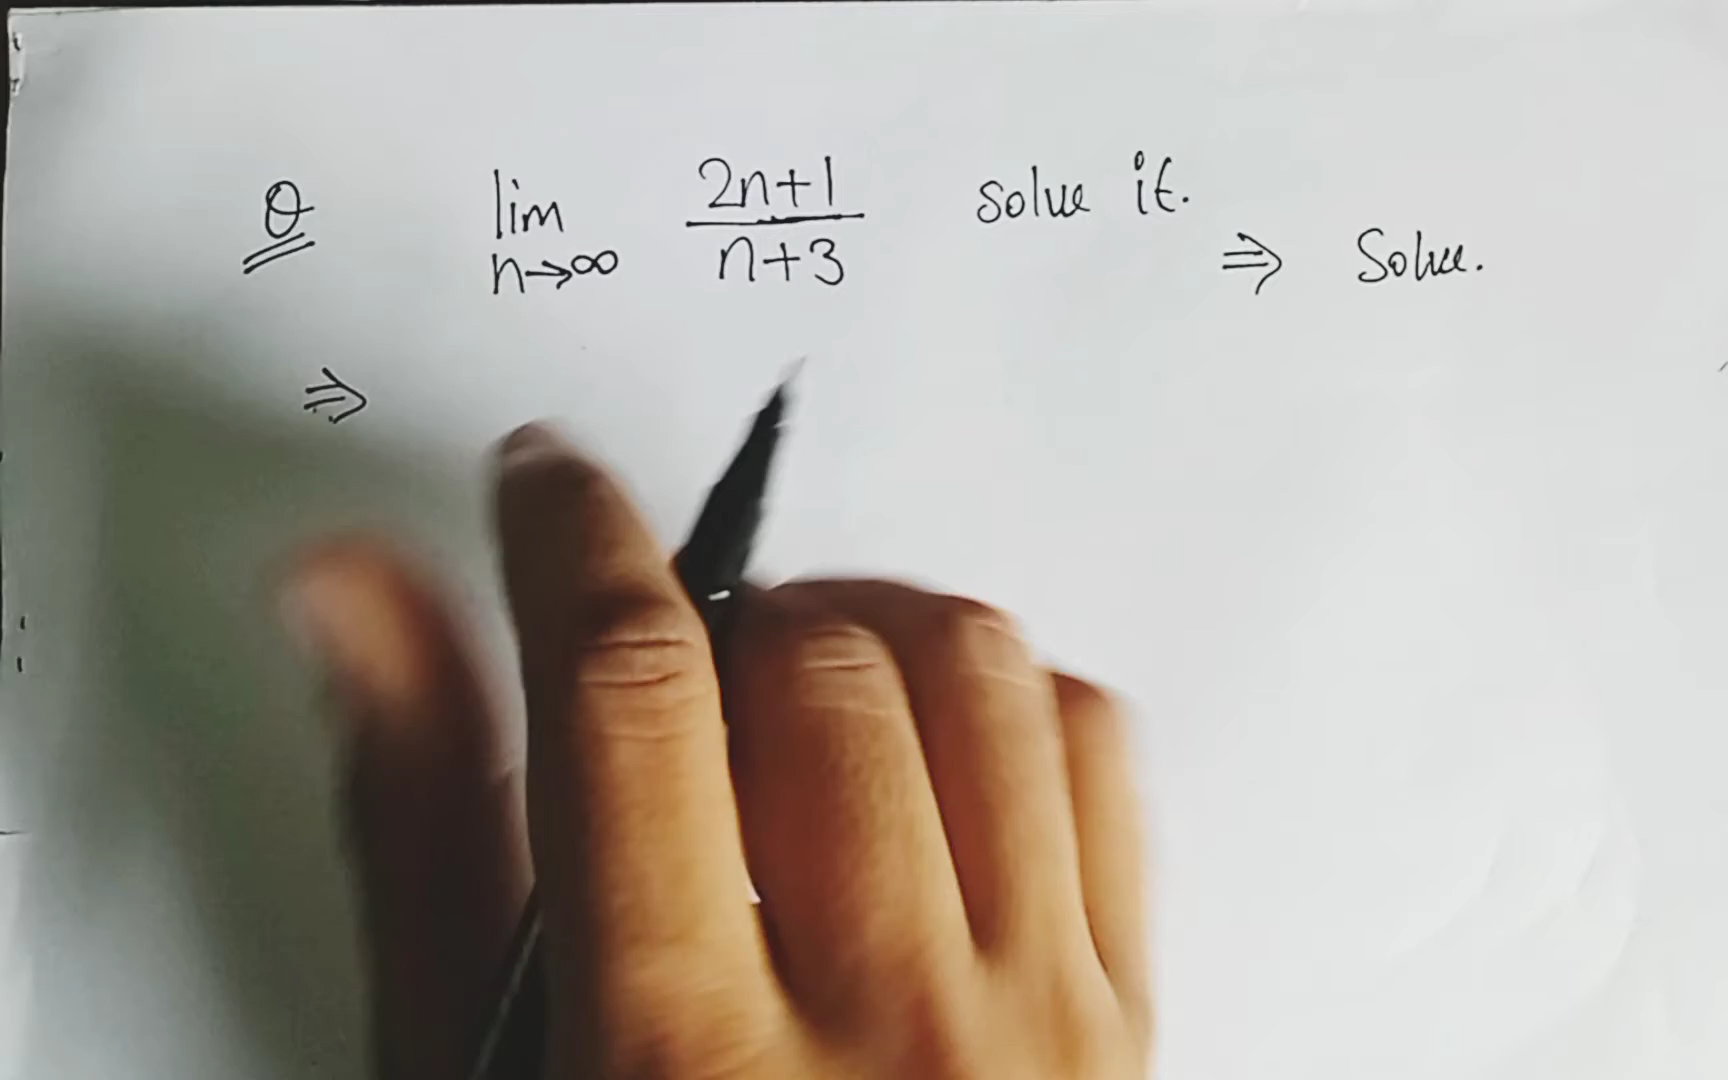 Q lim n→∞ (2n+1)/(n+3) solve it.
⇒ Solve.
⇒